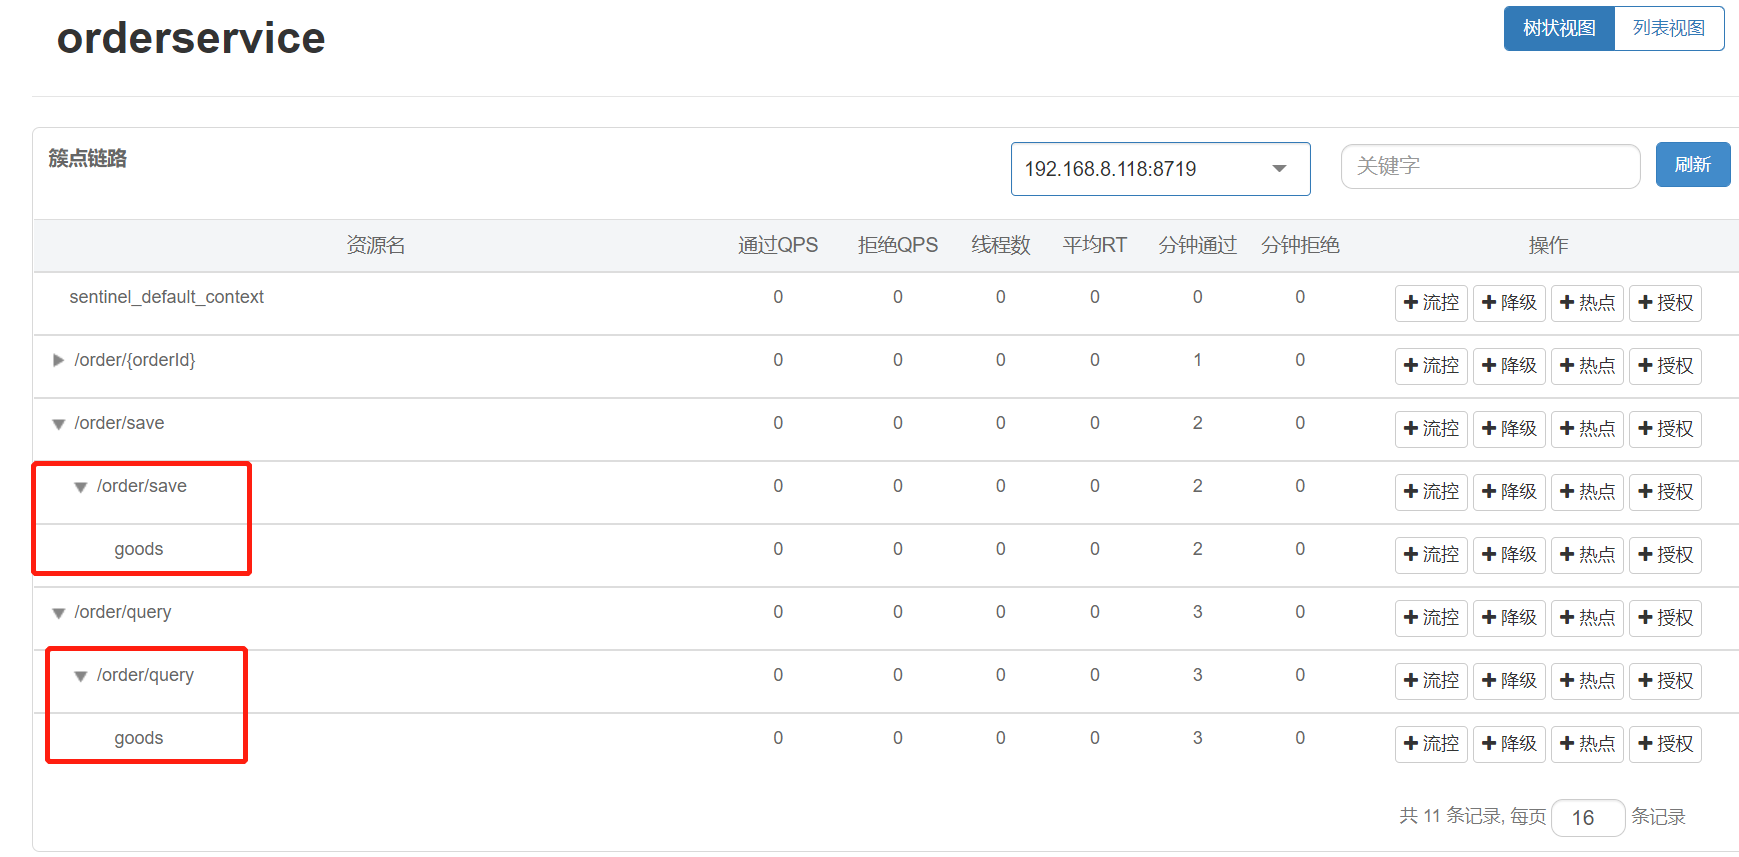 orderservice
树状视图 列表视图
簇点链路 192.168.8.118:8719 关键字 刷新
资源名 通过QPS 拒绝QPS 线程数 平均RT 分钟通过 分钟拒绝 操作
sentinel_default_context 0 0 0 0 0 0 +流控 +降级 +热点 +授权
/order/{orderId} 0 0 0 0 1 0 +流控 +降级 +热点 +授权
/order/save 0 0 0 0 2 0 +流控 +降级 +热点 +授权
/order/save 0 0 0 0 2 0 +流控 +降级 +热点 +授权
goods 0 0 0 0 2 0 +流控 +降级 +热点 +授权
/order/query 0 0 0 0 3 0 +流控 +降级 +热点 +授权
/order/query 0 0 0 0 3 0 +流控 +降级 +热点 +授权
goods 0 0 0 0 3 0 +流控 +降级 +热点 +授权
共 11 条记录, 每页 16 条记录